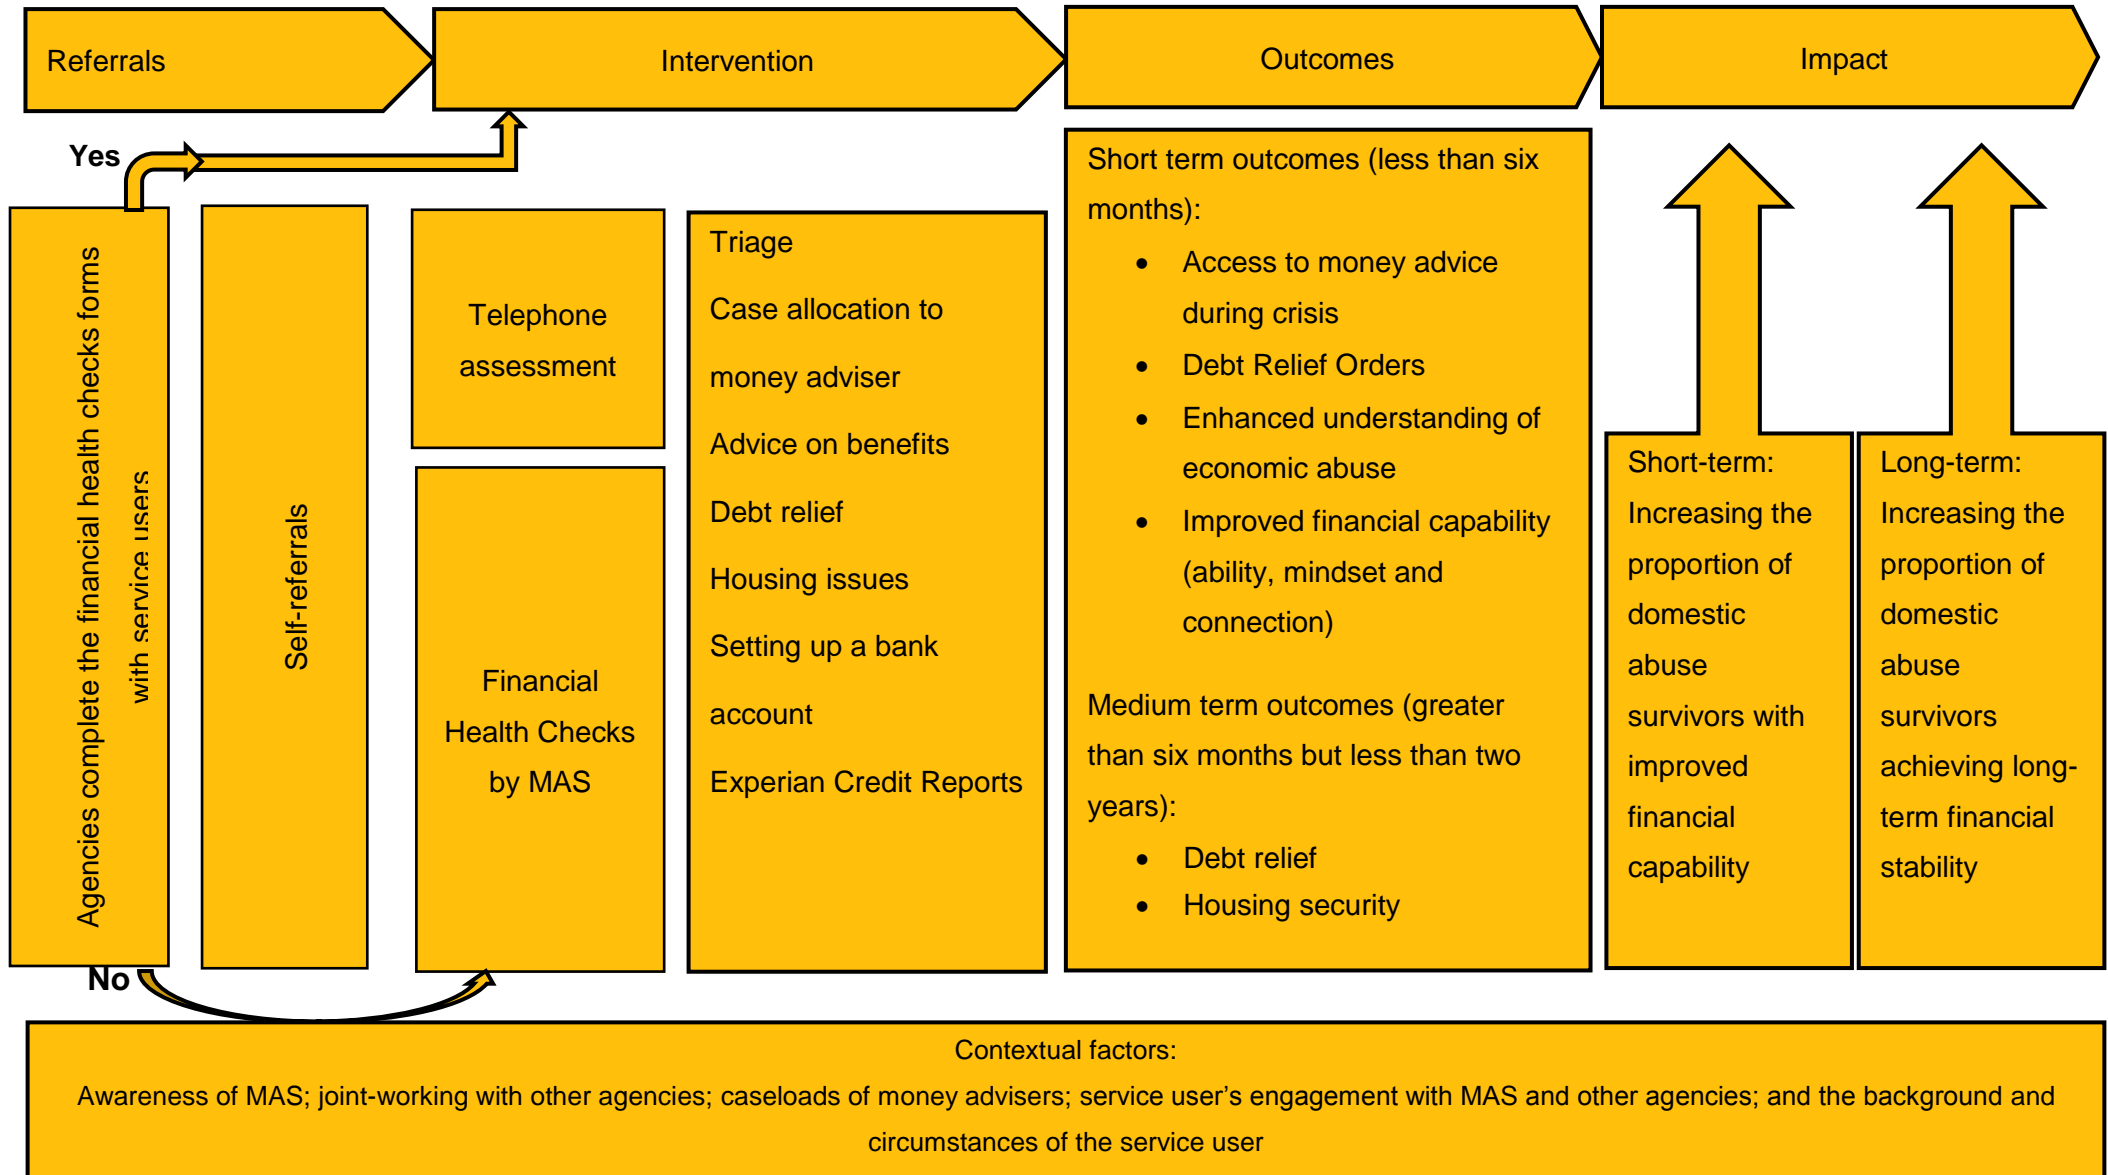 Referrals
Intervention
Outcomes
Impact
Yes
Agencies complete the financial health checks forms
with service users
No
Self-referrals
Telephone
assessment
Financial
Health Checks
by MAS
Triage
Case allocation to
money adviser
Advice on benefits
Debt relief
Housing issues
Setting up a bank
account
Experian Credit Reports
Short term outcomes (less than six
months):
• Access to money advice
during crisis
• Debt Relief Orders
• Enhanced understanding of
economic abuse
• Improved financial capability
(ability, mindset and
connection)
Medium term outcomes (greater
than six months but less than two
years):
• Debt relief
• Housing security
Short-term:
Increasing the
proportion of
domestic
abuse
survivors with
improved
financial
capability
Long-term:
Increasing the
proportion of
domestic
abuse
survivors
achieving long-
term financial
stability
Contextual factors:
Awareness of MAS; joint-working with other agencies; caseloads of money advisers; service user’s engagement with MAS and other agencies; and the background and
circumstances of the service user